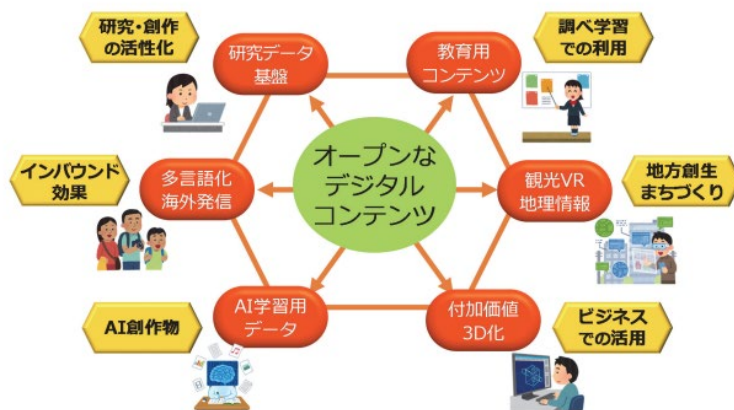 研究・創作
の活性化
研究データ
基盤
教育用
コンテンツ
調べ学習
での利用
インバウンド
効果
多言語化
海外発信
オープンな
デジタル
コンテンツ
観光VR
地理情報
地方創生
まちづくり
AI創作物
AI学習用
データ
付加価値
3D化
ビジネス
での活用